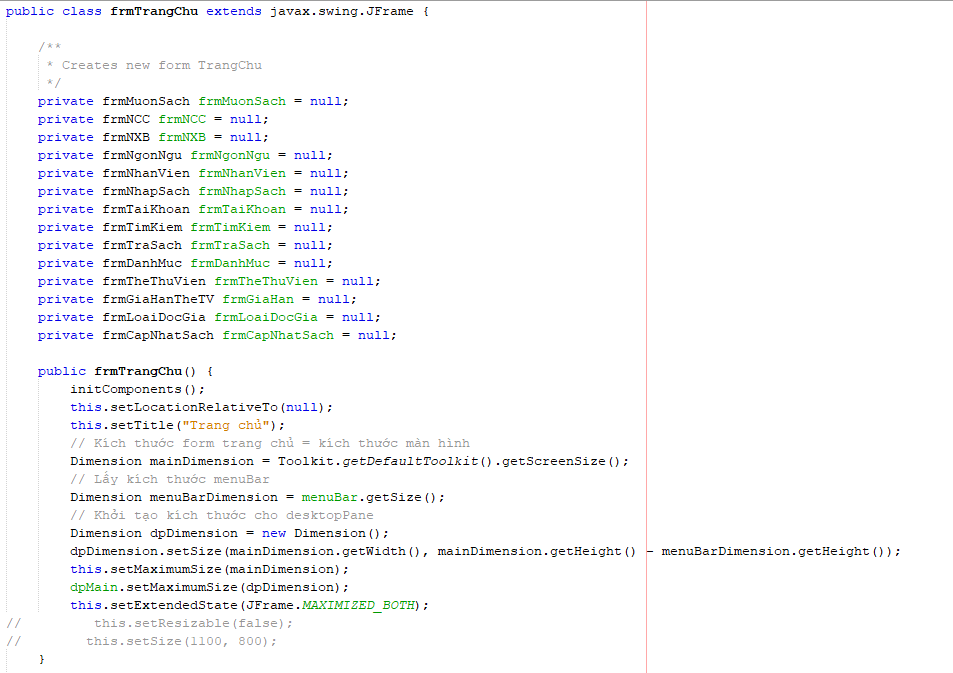 public class frmTrangChu extends javax.swing.JFrame {
/**
* Creates new form TrangChu
*/
private frmMuonSach frmMuonSach = null;
private frmNCC frmNCC = null;
private frmNXB frmNXB = null;
private frmNgonNgu frmNgonNgu = null;
private frmNhanVien frmNhanVien = null;
private frmNhapSach frmNhapSach = null;
private frmTaiKhoan frmTaiKhoan = null;
private frmTimKiem frmTimKiem = null;
private frmTraSach frmTraSach = null;
private frmDanhMuc frmDanhMuc = null;
private frmTheThuVien frmTheThuVien = null;
private frmGiaHanTheTV frmGiaHan = null;
private frmLoaiDocGia frmLoaiDocGia = null;
private frmCapNhatSach frmCapNhatSach = null;
public frmTrangChu() {
initComponents();
this.setLocationRelativeTo(null);
this.setTitle("Trang chủ");
// Kích thước form trang chủ = kích thước màn hình
Dimension mainDimension = Toolkit.getDefaultToolkit().getScreenSize();
// Lấy kích thước menuBar
Dimension menuBarDimension = menuBar.getSize();
// Khởi tạo kích thước cho desktopPane
Dimension dpDimension = new Dimension();
dpDimension.setSize(mainDimension.getWidth(), mainDimension.getHeight() - menuBarDimension.getHeight());
this.setMaximumSize(mainDimension);
dpMain.setMaximumSize(dpDimension);
this.setExtendedState(JFrame.MAXIMIZED_BOTH);
// this.setResizable(false);
// this.setSize(1100, 800);
}